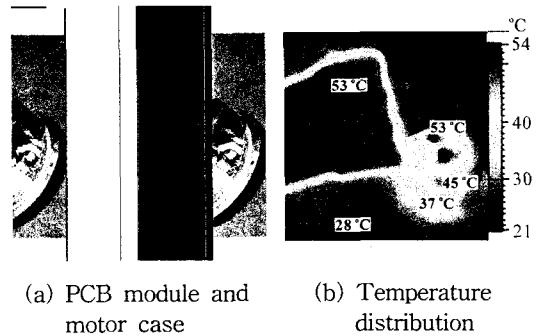 °C
54
53 °C
53 °C
40
45 °C
30
37 °C
28 °C
21
(a) PCB module and
motor case
(b) Temperature
distribution